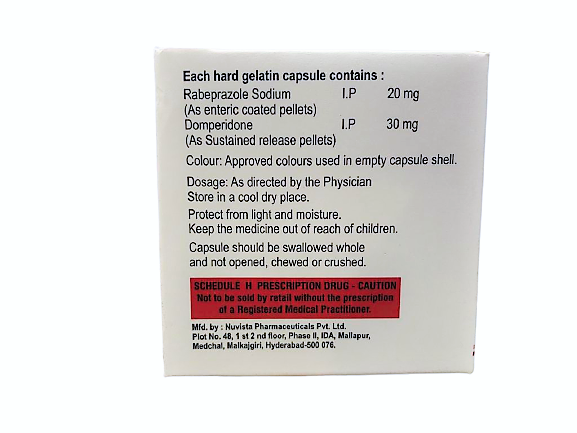 Each hard gelatin capsule contains :
Rabeprazole Sodium I.P 20 mg
(As enteric coated pellets)
Domperidone I.P 30 mg
(As Sustained release pellets)
Colour: Approved colours used in empty capsule shell.
Dosage: As directed by the Physician
Store in a cool dry place.
Protect from light and moisture.
Keep the medicine out of reach of children.
Capsule should be swallowed whole
and not opened, chewed or crushed.
SCHEDULE H PRESCRIPTION DRUG - CAUTION
Not to be sold by retail without the prescription
of a Registered Medical Practitioner.
Mfd. by : Nuvista Pharmaceuticals Pvt. Ltd.
Plot No. 48, 1 st 2 nd floor, Phase II, IDA, Mallapur,
Medchal, Malkajgiri, Hyderabad-500 076.